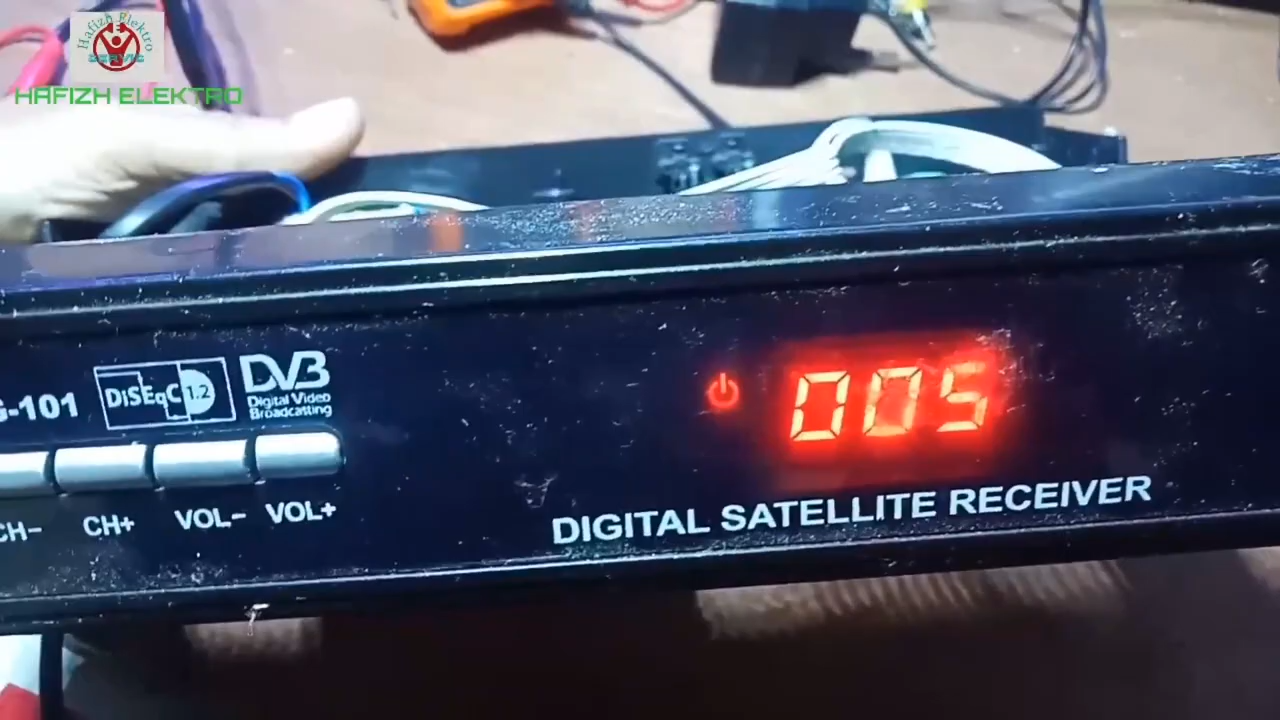 Hafizh Elektro
SERVIC
HAFIZH ELEKTRO
-101
DiSEqC 1.2
DVB
Digital Video
Broadcasting
005
CH-
CH+
VOL-
VOL+
DIGITAL SATELLITE RECEIVER